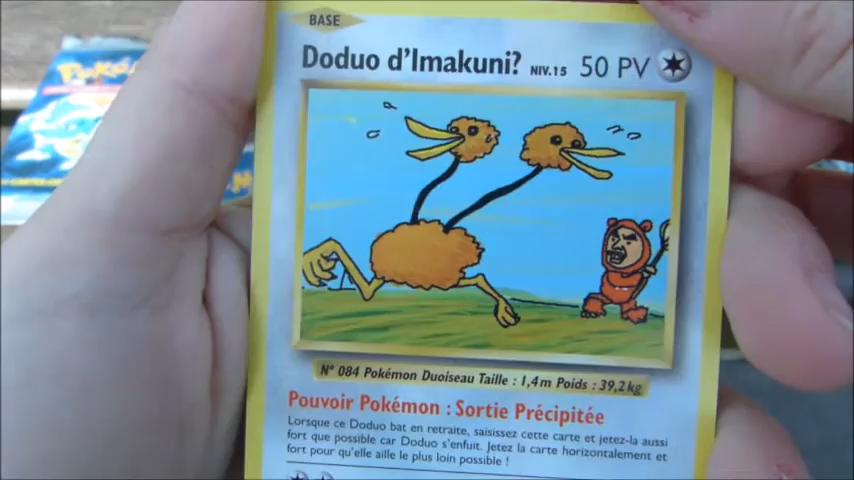 BASE
Doduo d'Imakuni? NIV.15 50 PV
N° 084 Pokémon Duoiseau Taille : 1,4m Poids : 39,2kg
Pouvoir Pokémon : Sortie Précipitée
Lorsque ce Doduo bat en retraite, saisissez cette carte et jetez-la aussi
fort que possible car Doduo s'enfuit. Jetez la carte horizontalement et
fort pour qu'elle aille le plus loin possible !